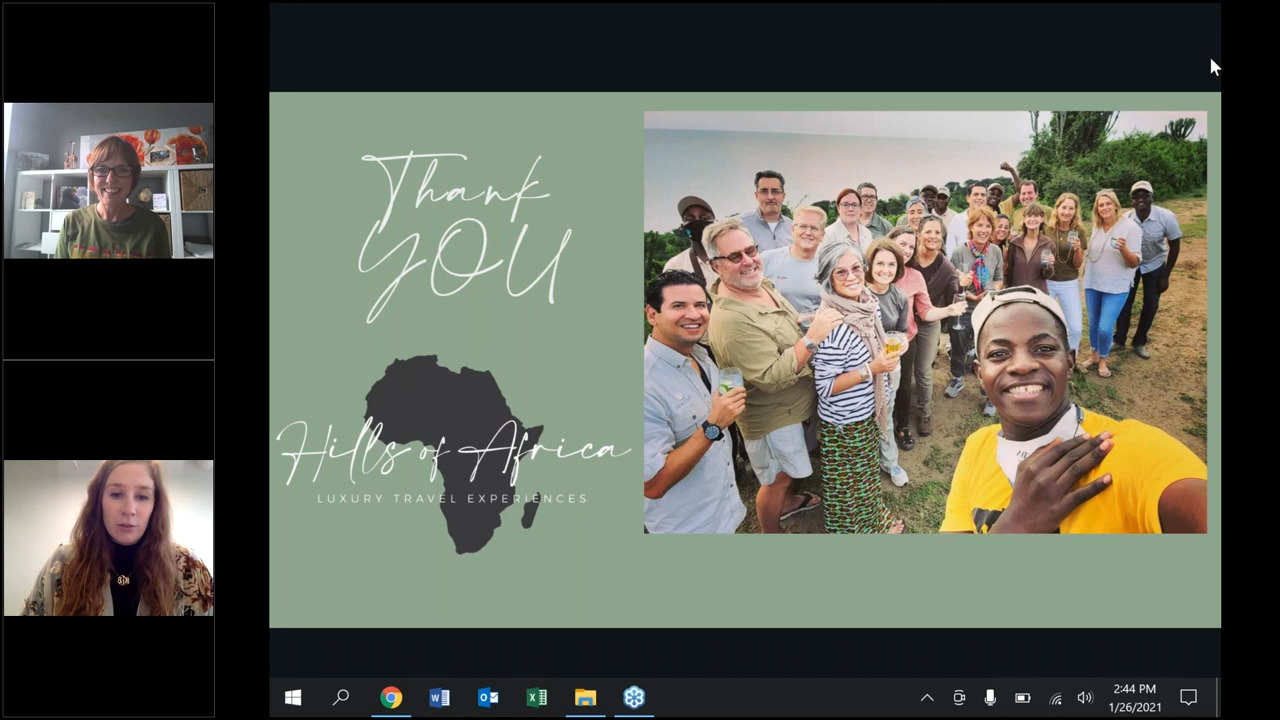 Thank
YOU
Hills of Africa
LUXURY TRAVEL EXPERIENCES
2:44 PM
1/26/2021